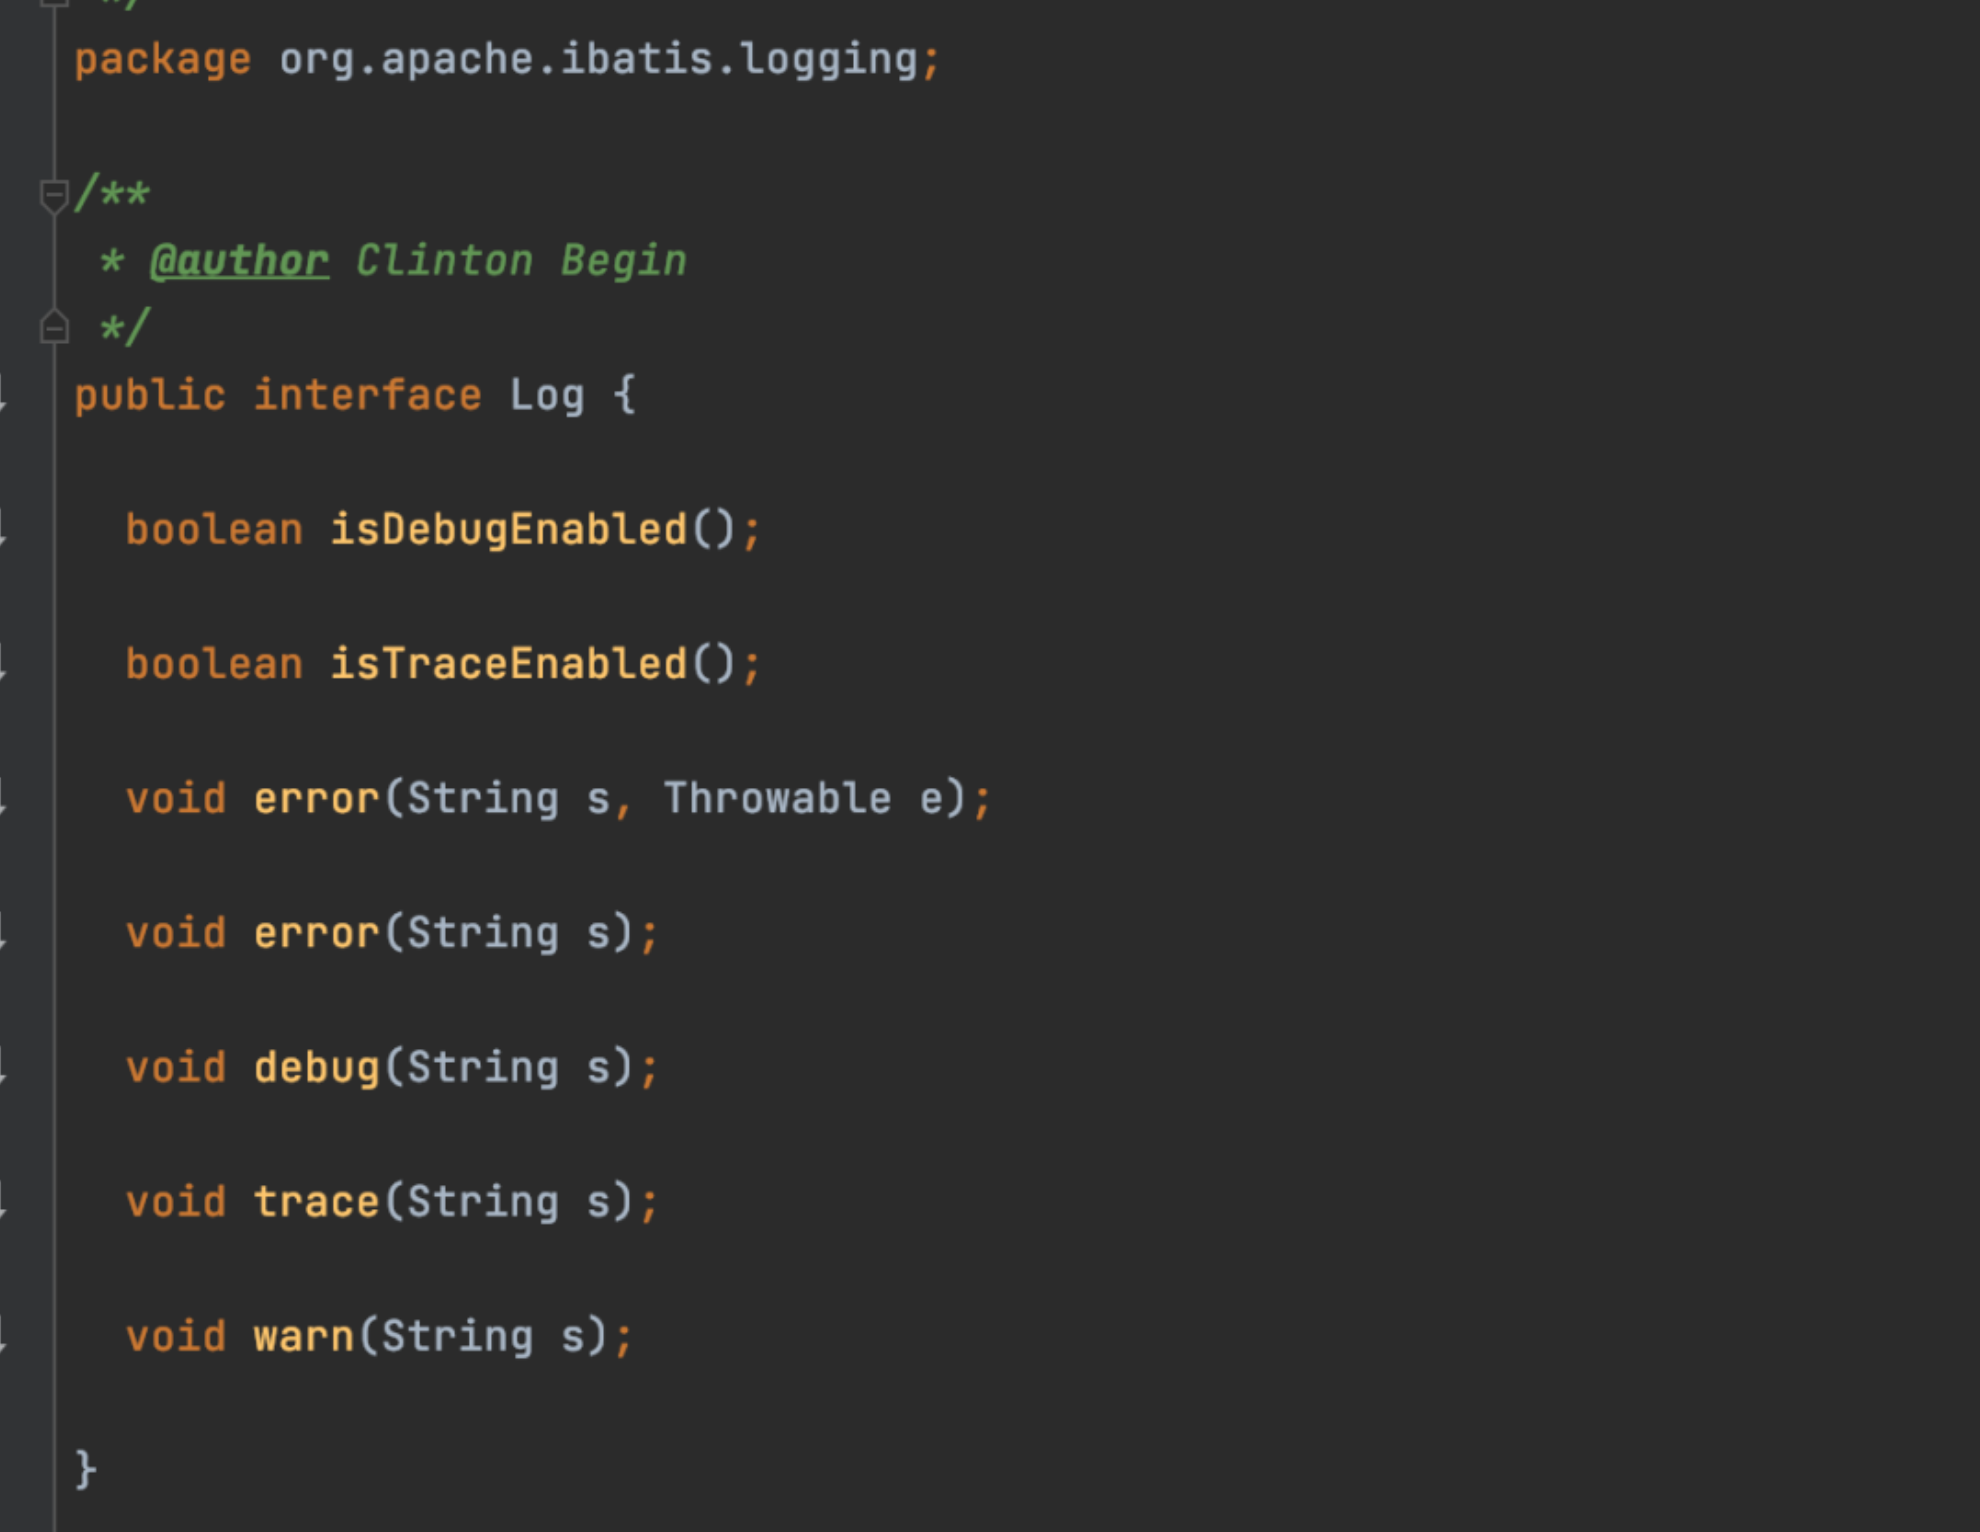 */
package org.apache.ibatis.logging;
/**
* @author Clinton Begin
*/
public interface Log {
boolean isDebugEnabled();
boolean isTraceEnabled();
void error(String s, Throwable e);
void error(String s);
void debug(String s);
void trace(String s);
void warn(String s);
}